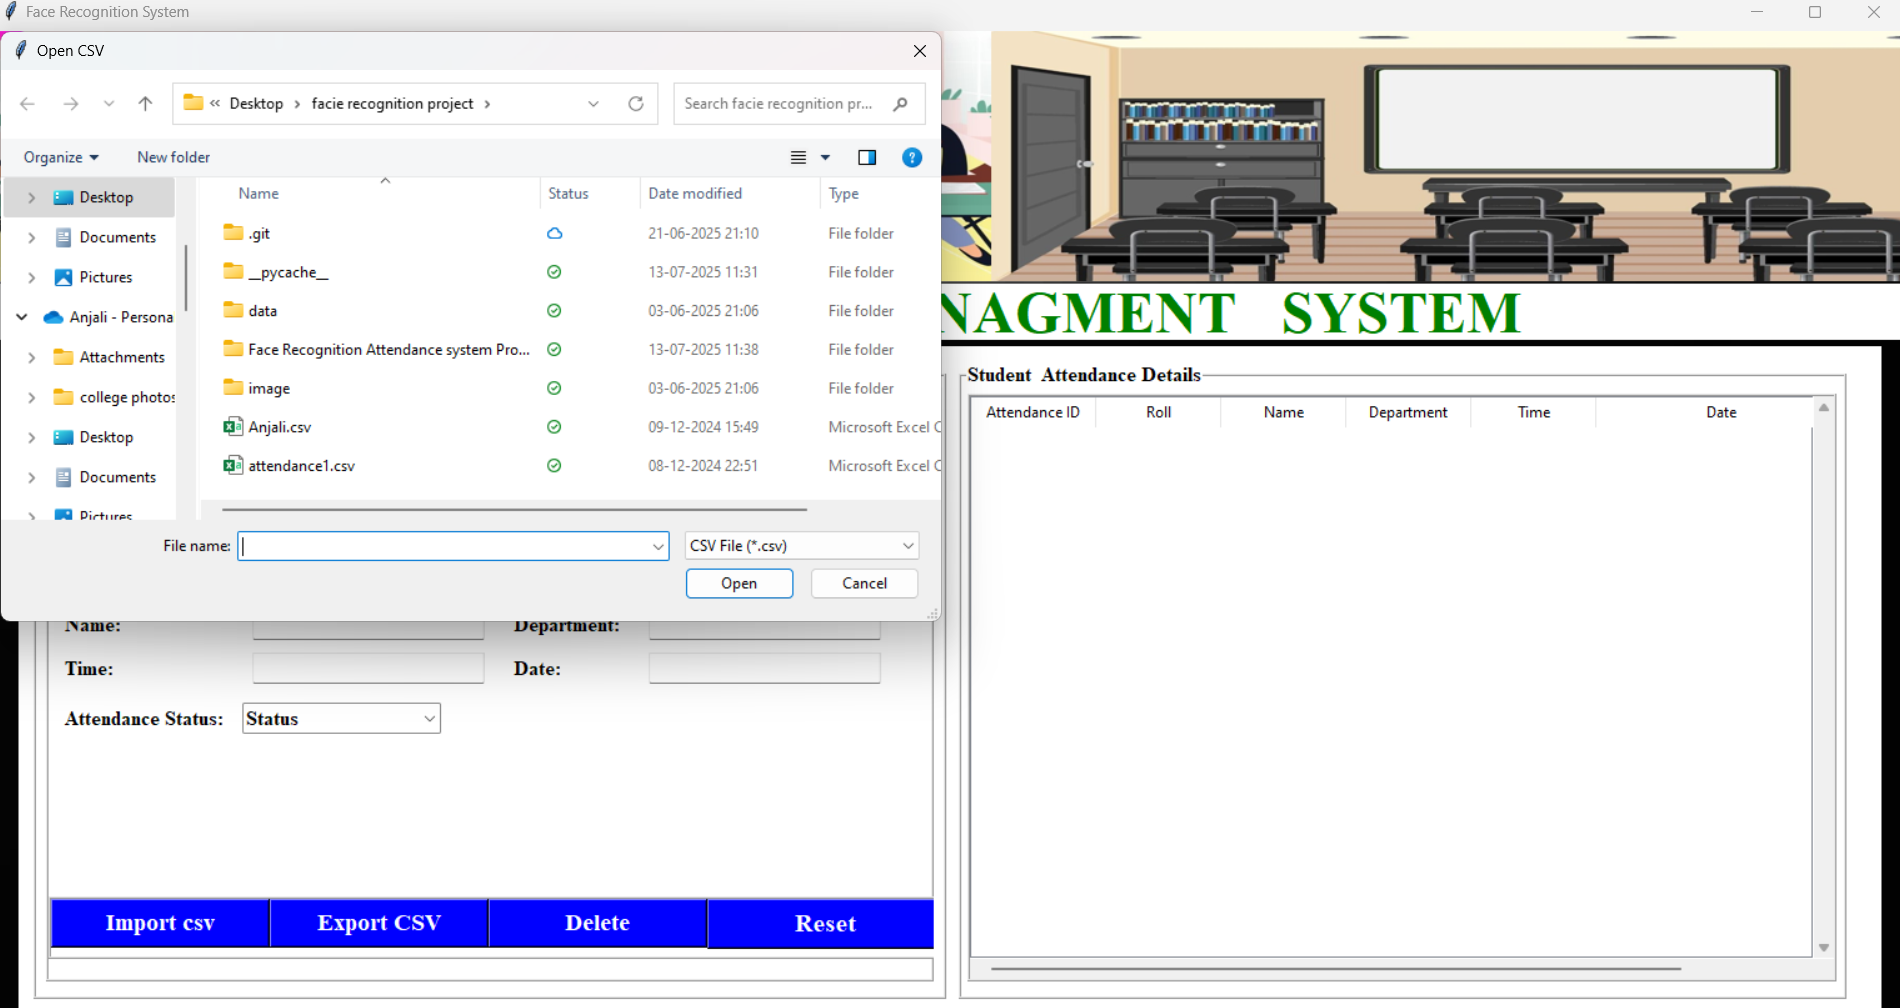 Face Recognition System
Open CSV
« Desktop › facie recognition project ›
Search facie recognition pr...
Organize
New folder
Name Status Date modified Type
Desktop
Documents
Pictures
Anjali - Persona
Attachments
college photos
Desktop
Documents
Pictures
.git 21-06-2025 21:10 File folder
__pycache__ 13-07-2025 11:31 File folder
data 03-06-2025 21:06 File folder
Face Recognition Attendance system Pro... 13-07-2025 11:38 File folder
image 03-06-2025 21:06 File folder
Anjali.csv 09-12-2024 15:49 Microsoft Excel C
attendance1.csv 08-12-2024 22:51 Microsoft Excel C
File name:
CSV File (*.csv)
Open
Cancel
NAGMENT SYSTEM
Name:
Department:
Time:
Date:
Attendance Status:
Status
Import csv
Export CSV
Delete
Reset
Student Attendance Details
Attendance ID Roll Name Department Time Date